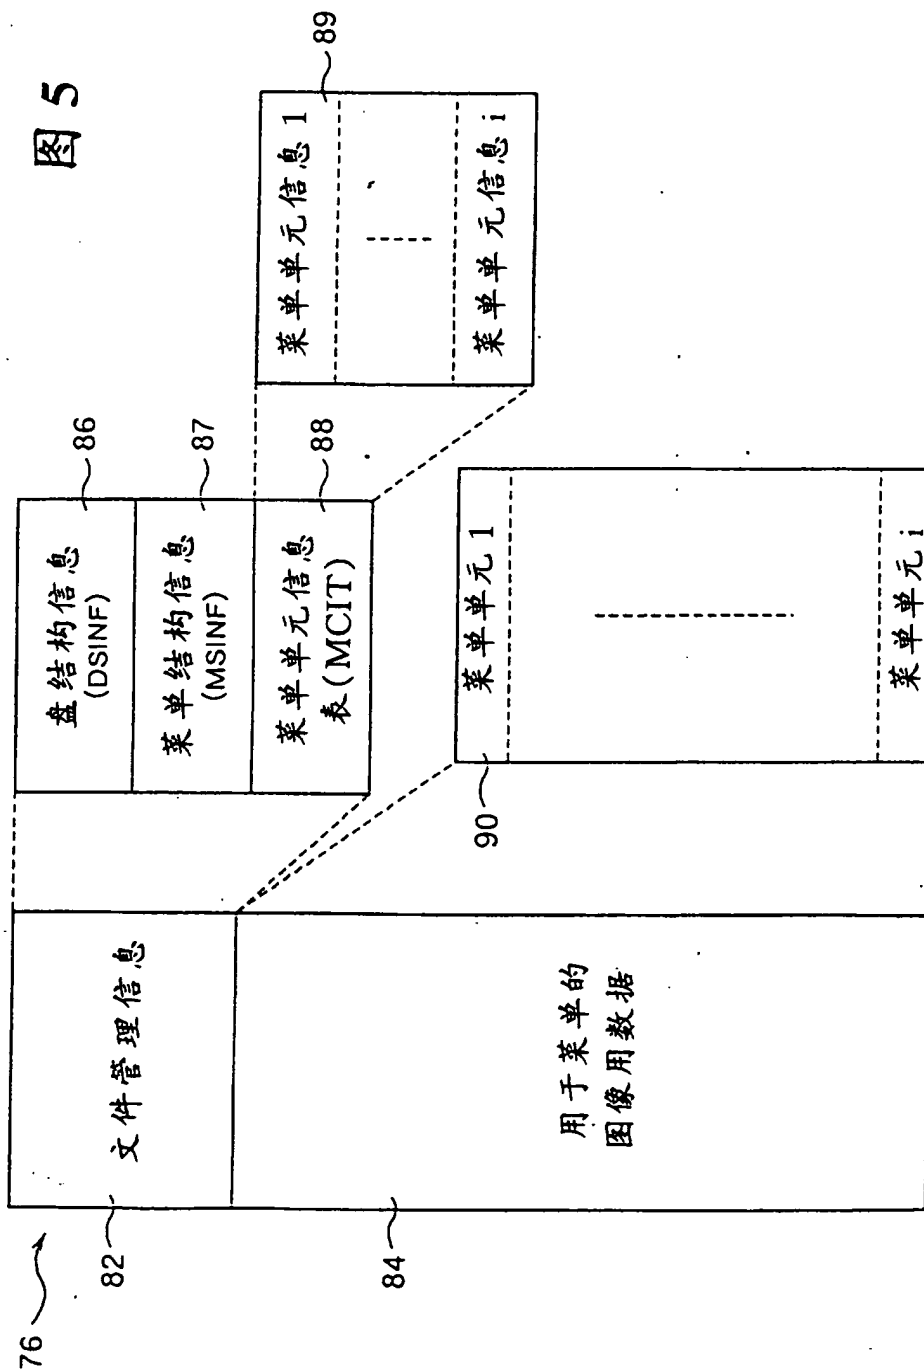 图 5
76
82
文件管理信息
84
用于菜单的
图像用数据
盘结构信息
(DSINF)
86
菜单结构信息
(MSINF)
87
菜单单元信息
表(MCIT)
88
菜单单元信息 1
89
菜单单元信息 i
90
菜单单元 1
菜单单元 i